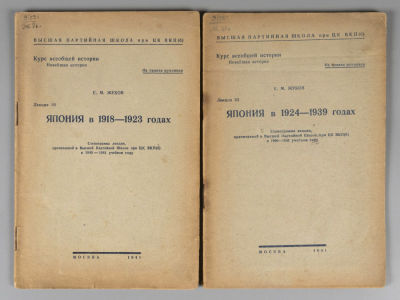 ВЫСШАЯ ПАРТИЙНАЯ ШКОЛА при ЦК ВКП(б)
Курс всеобщей истории
Новейшая история
На правах рукописи
Е. М. ЖУКОВ
Лекция
ЯПОНИЯ в 1918—1923 годах
Стенограмма лекции,
прочитанной в Высшей Партийной Школе при ЦК ВКП(б)
в 1940—1941 учебном году
МОСКВА 1941
ВЫСШАЯ ПАРТИЙНАЯ ШКОЛА при ЦК ВКП(б)
Курс всеобщей истории
Новейшая история
На правах рукописи
Е. М. ЖУКОВ
Лекция
ЯПОНИЯ в 1924—1939 годах
Стенограмма лекции,
прочитанной в Высшей Партийной Школе при ЦК ВКП(б)
в 1940—1941 учебном году
МОСКВА 1941